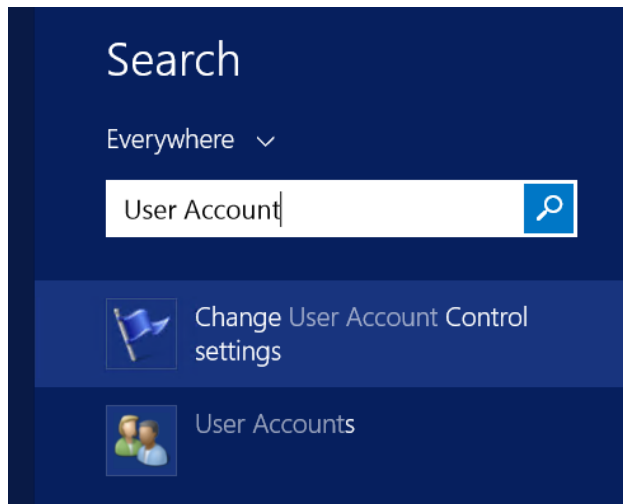 Search
Everywhere
User Account
Change User Account Control
settings
User Accounts